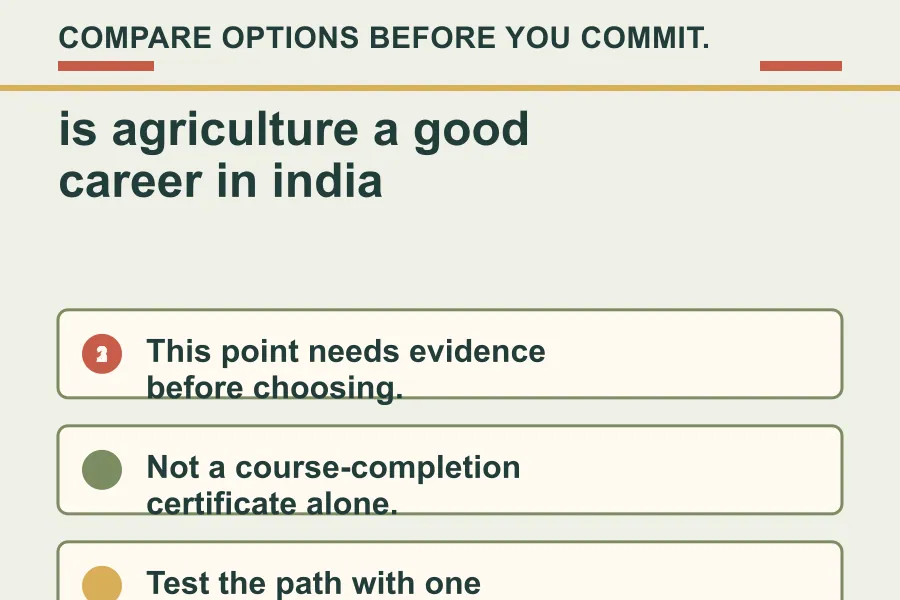 COMPARE OPTIONS BEFORE YOU COMMIT.
is agriculture a good
career in india
This point needs evidence
before choosing.
Not a course-completion
certificate alone.
Test the path with one